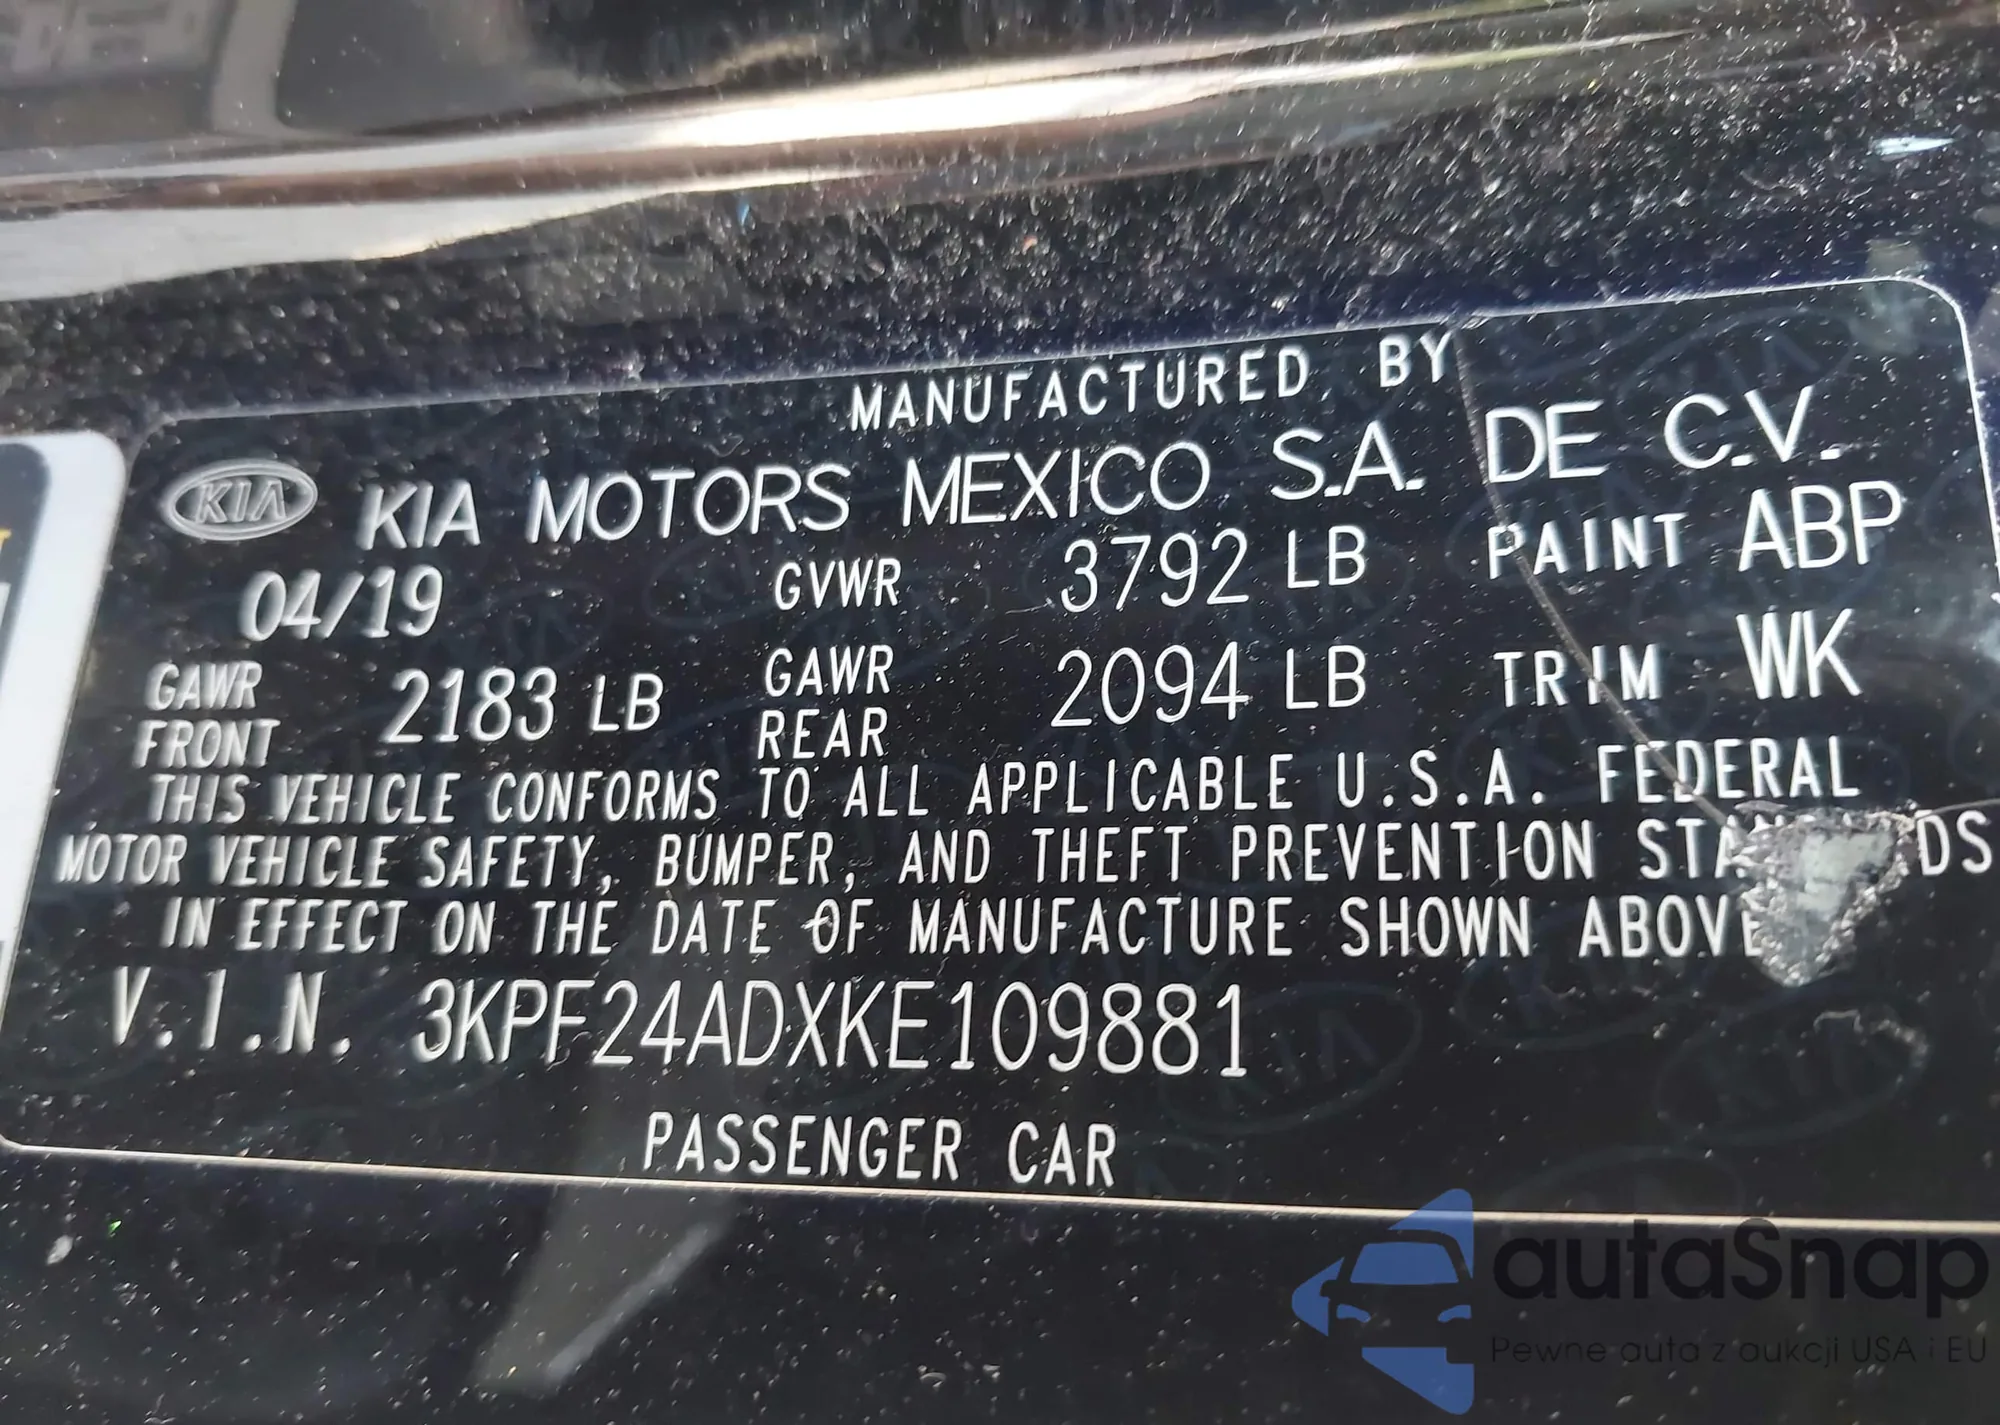 MANUFACTURED BY
KIA KIA MOTORS MEXICO S.A. DE C.V.
04/19 GVWR 3792 LB PAINT ABP
GAWR FRONT 2183 LB GAWR REAR 2094 LB TRIM WK
THIS VEHICLE CONFORMS TO ALL APPLICABLE U.S.A. FEDERAL
MOTOR VEHICLE SAFETY, BUMPER, AND THEFT PREVENTION
IN EFFECT ON THE DATE OF MANUFACTURE SHOWN ABOVE
V.I.N. 3KPF24ADXKE109881
PASSENGER CAR
autaSnap
Pewne auta z aukcji USA i EU